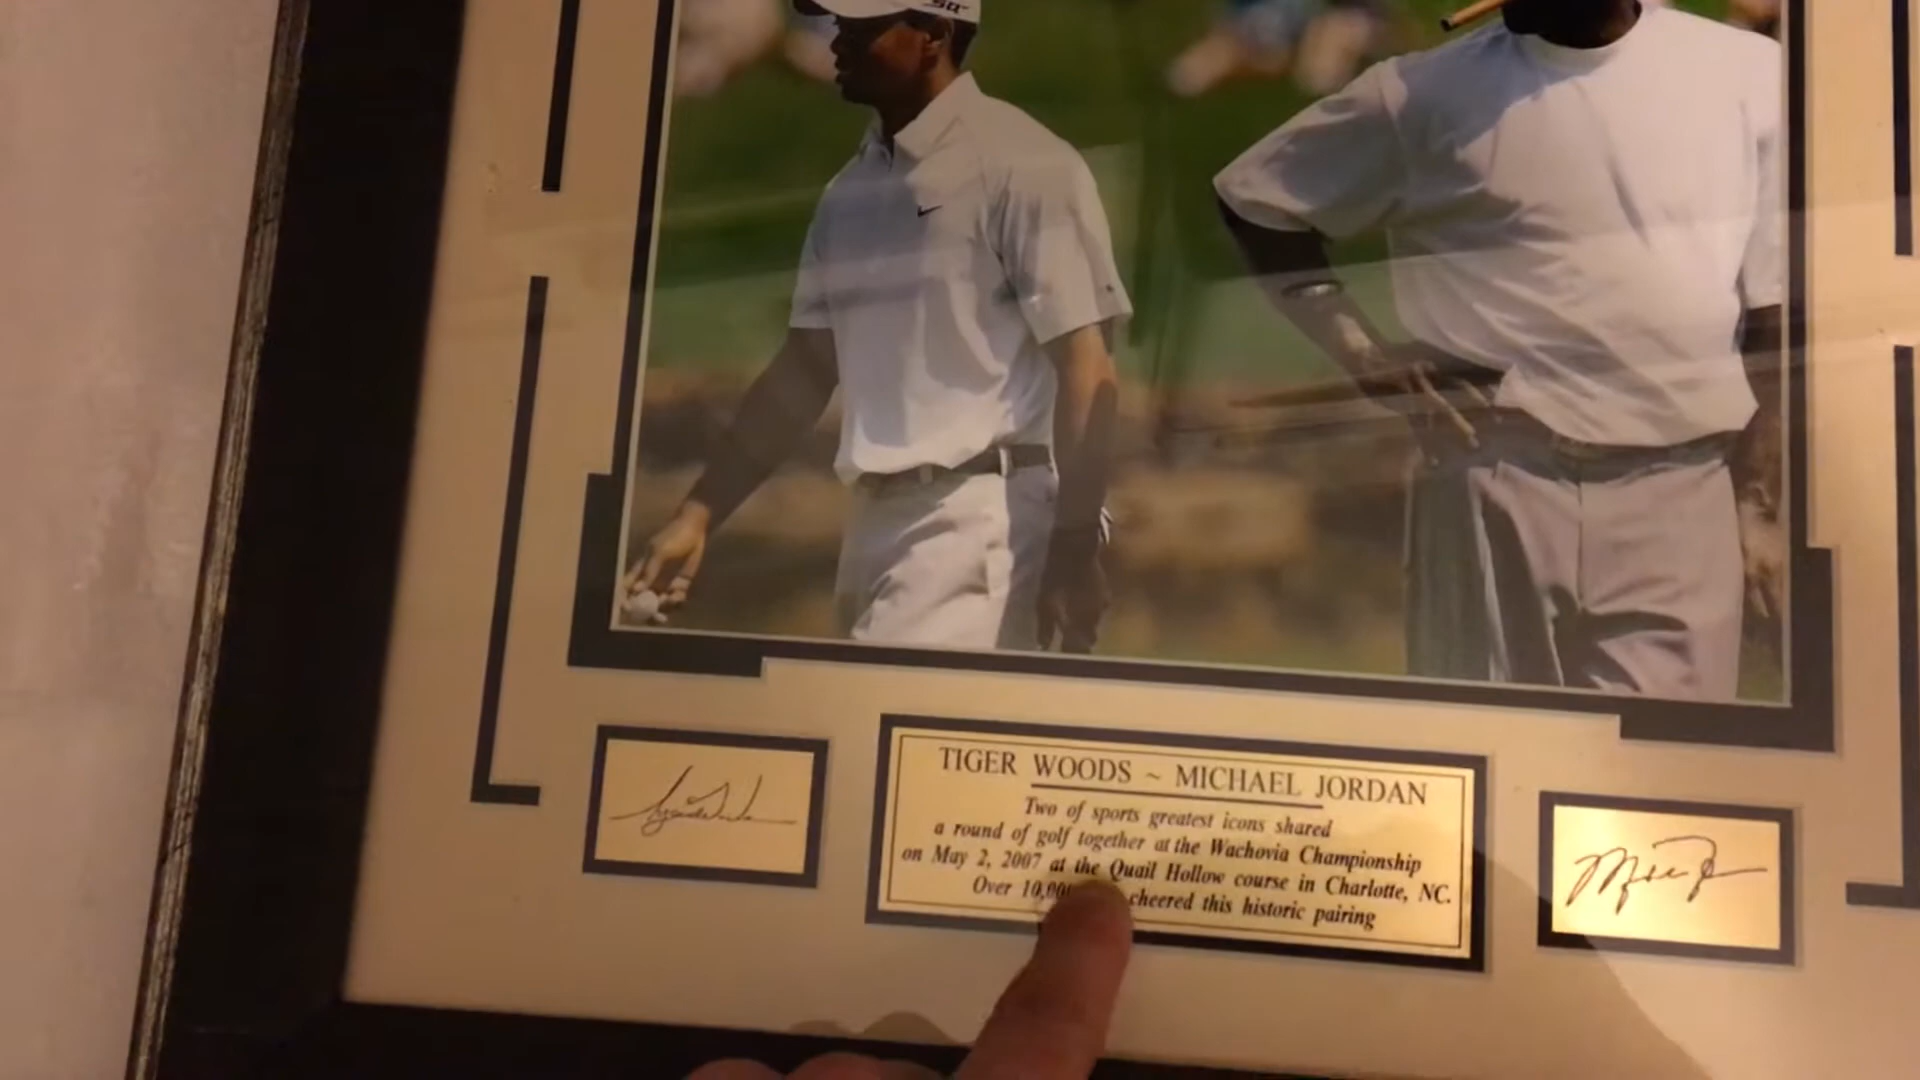 SQ
TIGER WOODS ~ MICHAEL JORDAN
Two of sports greatest icons shared
a round of golf together at the Wachovia Championship
on May 2, 2007 at the Quail Hollow course in Charlotte, NC.
Over cheered this historic pairing